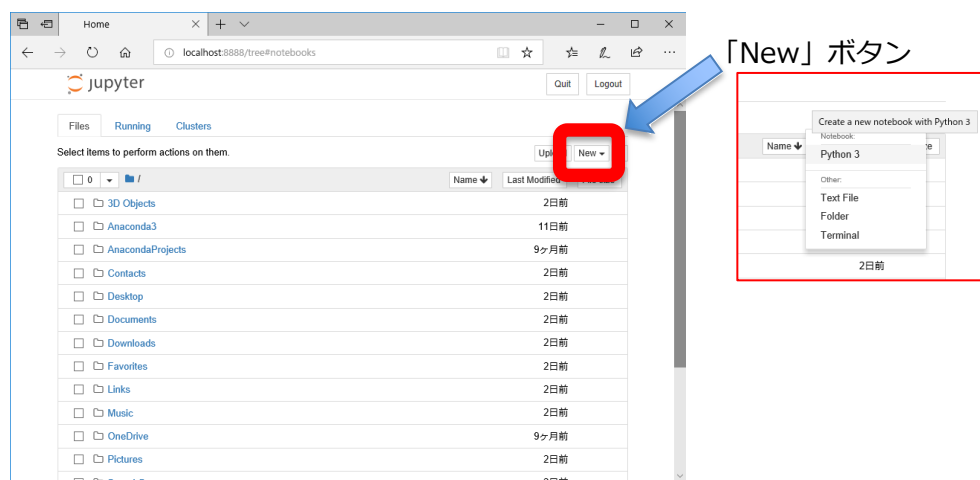 Home
localhost:8888/tree#notebooks
「New」ボタン
jupyter
Quit Logout
Files Running Clusters
Select items to perform actions on them.
New
0 /
Name Last Modified
3D Objects 2日前
Anaconda3 11日前
AnacondaProjects 9ヶ月前
Contacts 2日前
Desktop 2日前
Documents 2日前
Downloads 2日前
Favorites 2日前
Links 2日前
Music 2日前
OneDrive 9ヶ月前
Pictures 2日前
Create a new notebook with Python 3
Name
Notebook:
Python 3
Other:
Text File
Folder
Terminal
2日前